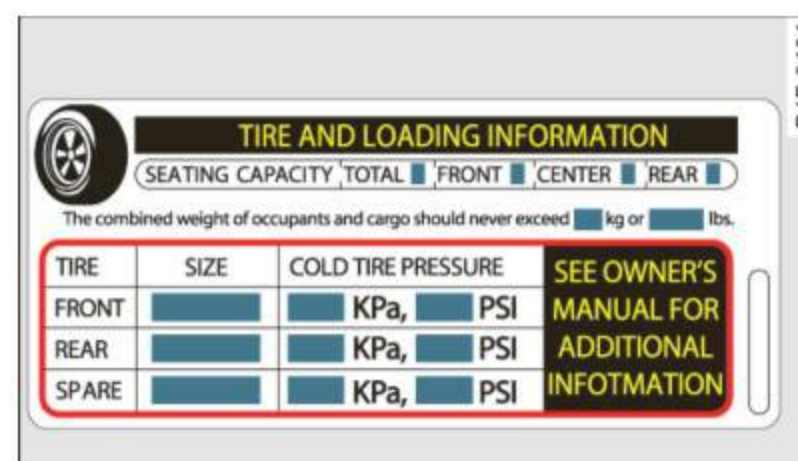 TIRE AND LOADING INFORMATION
SEATING CAPACITY TOTAL FRONT CENTER REAR
The combined weight of occupants and cargo should never exceed kg or lbs.
TIRE SIZE COLD TIRE PRESSURE
FRONT KPa, PSI
REAR KPa, PSI
SPARE KPa, PSI
SEE OWNER'S
MANUAL FOR
ADDITIONAL
INFOTMATION